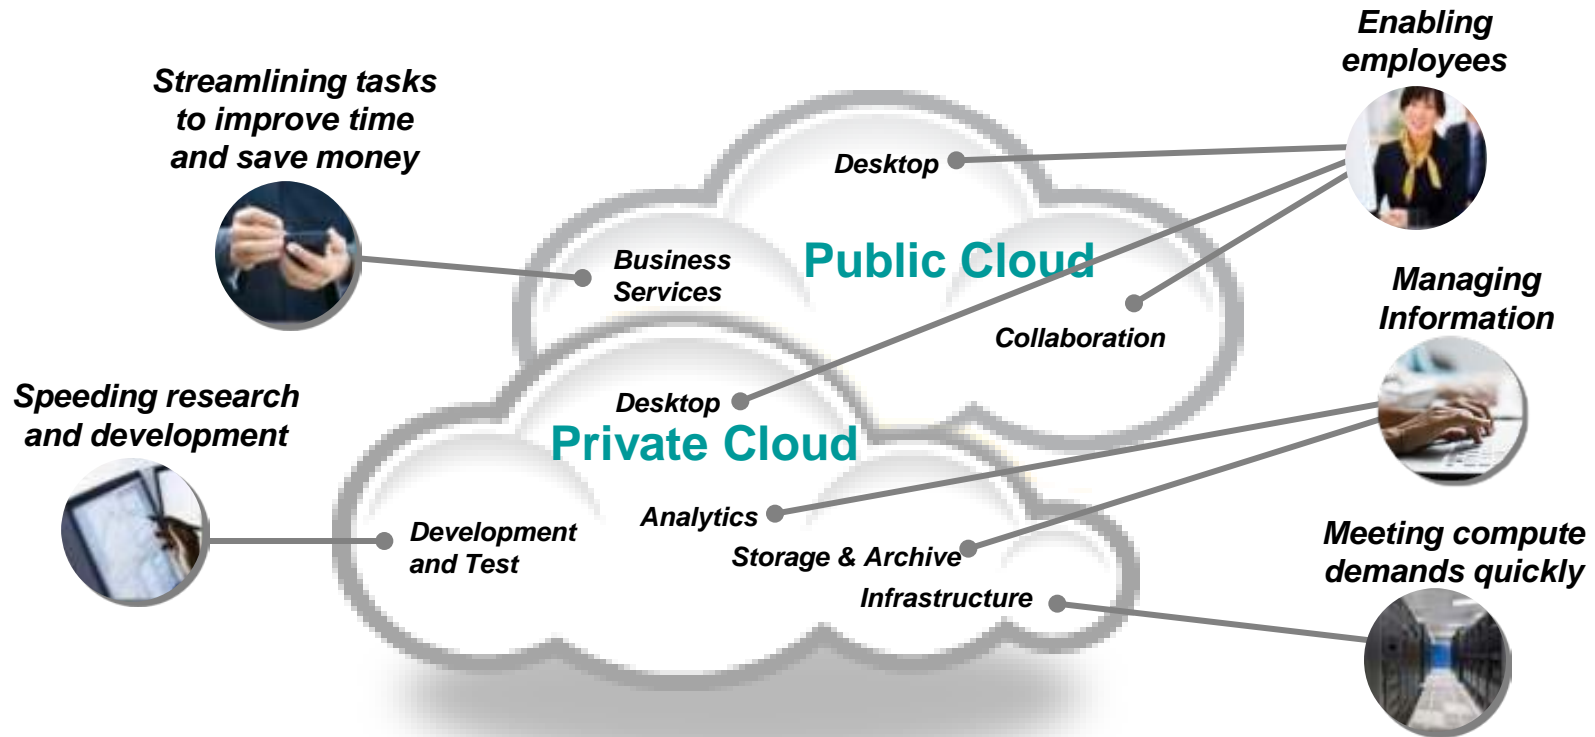 Enabling
employees
Streamlining tasks
to improve time
and save money
Desktop
Public Cloud
Business
Services
Collaboration
Managing
Information
Speeding research
and development
Desktop
Private Cloud
Analytics
Development
and Test
Storage & Archive
Infrastructure
Meeting compute
demands quickly